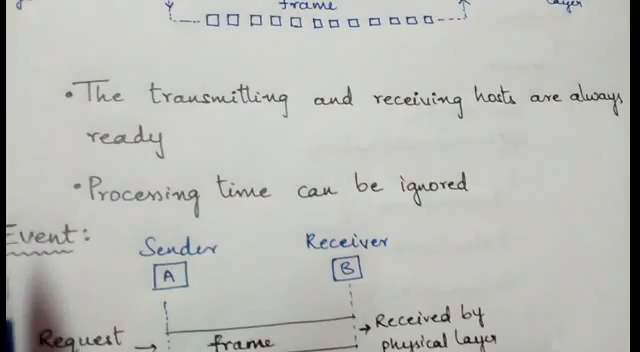 frame
layer
•The transmitting and receiving hosts are always
ready
•Processing time can be ignored
Event:
Sender Receiver
A B
Received by
Request frame physical layer